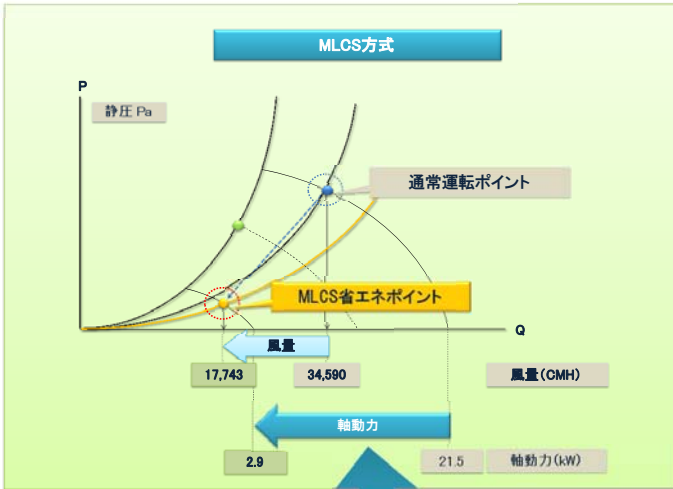 MLCS方式
P
静圧 Pa
通常運転ポイント
MLCS省エネポイント
Q
風量
17,743
34,590
風量(CMH)
軸動力
2.9
21.5
軸動力(kW)